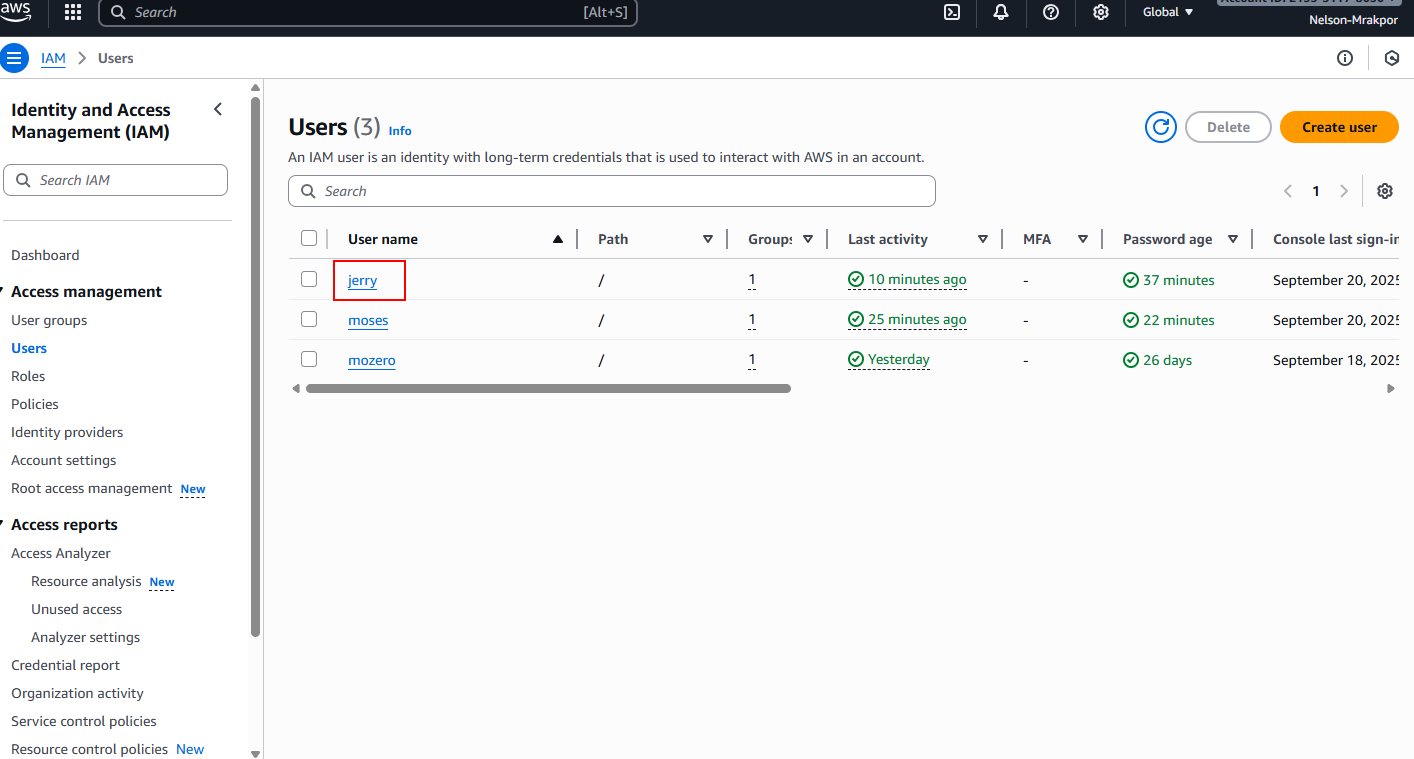 aws
Search [Alt+S]
Global
Nelson-Mrakpor
IAM > Users
Identity and Access
Management (IAM)
Search IAM
Dashboard
Access management
User groups
Users
Roles
Policies
Identity providers
Account settings
Root access management New
Access reports
Access Analyzer
Resource analysis New
Unused access
Analyzer settings
Credential report
Organization activity
Service control policies
Resource control policies New
Users (3) Info
Delete
Create user
An IAM user is an identity with long-term credentials that is used to interact with AWS in an account.
Search
1
User name Path Groups Last activity MFA Password age Console last sign-in
jerry / 1 10 minutes ago - 37 minutes September 20, 2025
moses / 1 25 minutes ago - 22 minutes September 20, 2025
mozero / 1 Yesterday - 26 days September 18, 2025